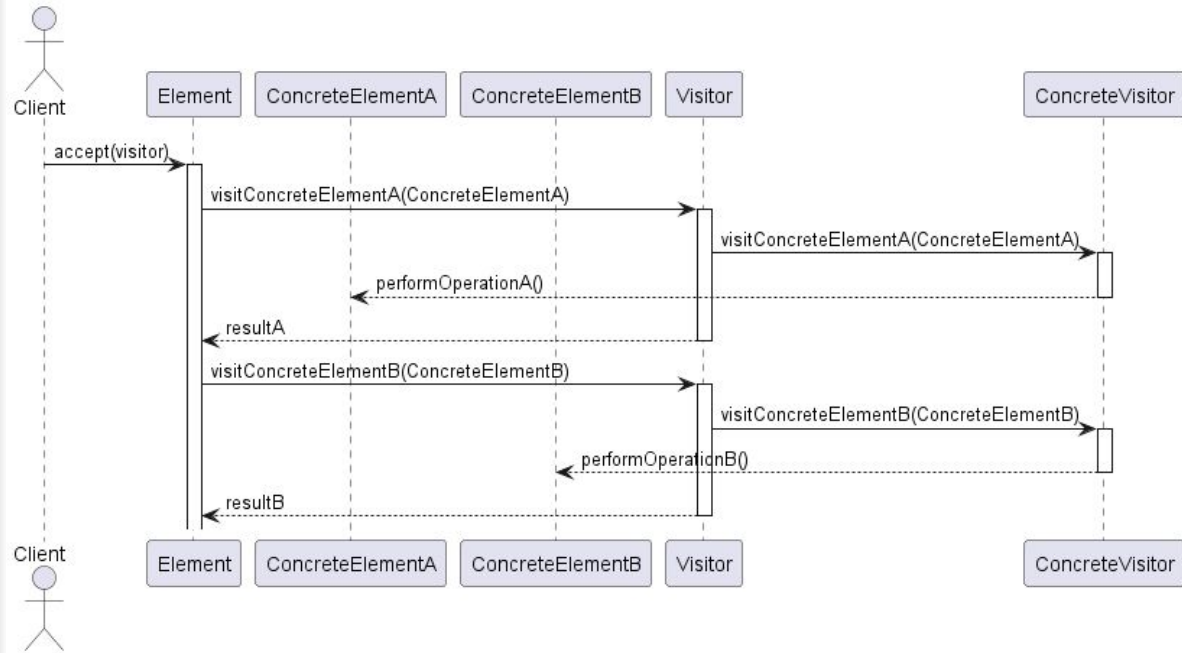 Client
Element
ConcreteElementA
ConcreteElementB
Visitor
ConcreteVisitor
accept(visitor)
visitConcreteElementA(ConcreteElementA)
visitConcreteElementA(ConcreteElementA)
performOperationA()
resultA
visitConcreteElementB(ConcreteElementB)
visitConcreteElementB(ConcreteElementB)
performOperationB()
resultB
Client
Element
ConcreteElementA
ConcreteElementB
Visitor
ConcreteVisitor